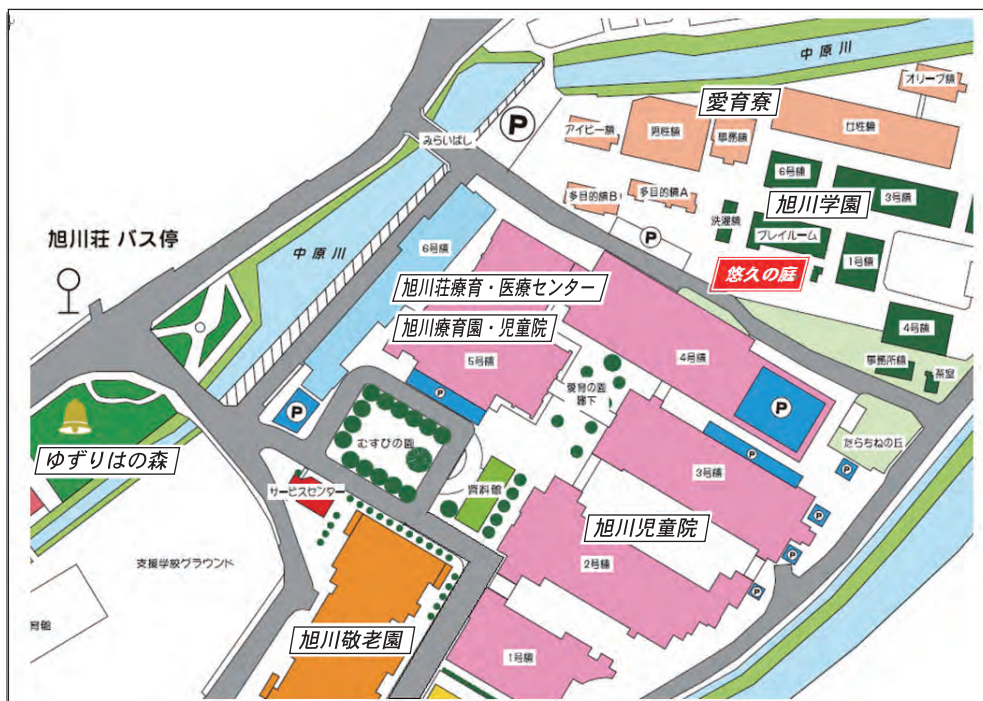 中原川
オリーブ棟
愛育寮
P
アイビー棟
男性棟
事務棟
女性棟
みらいばし
6号棟
多目的棟B
多目的棟A
3号棟
旭川学園
洗濯棟
プレイルーム
P
1号棟
旭川荘 バス停
中原川
6号棟
旭川荘療育・医療センター
悠久の庭
旭川療育園・児童院
4号棟
5号棟
4号棟
事務所棟
茶室
愛育の園
廊下
P
P
P
むすびの園
たらちねの丘
ゆずりはの森
P
3号棟
P
サービスセンター
資料館
P
旭川児童院
P
支援学校グラウンド
2号棟
P
育館
旭川敬老園
1号棟